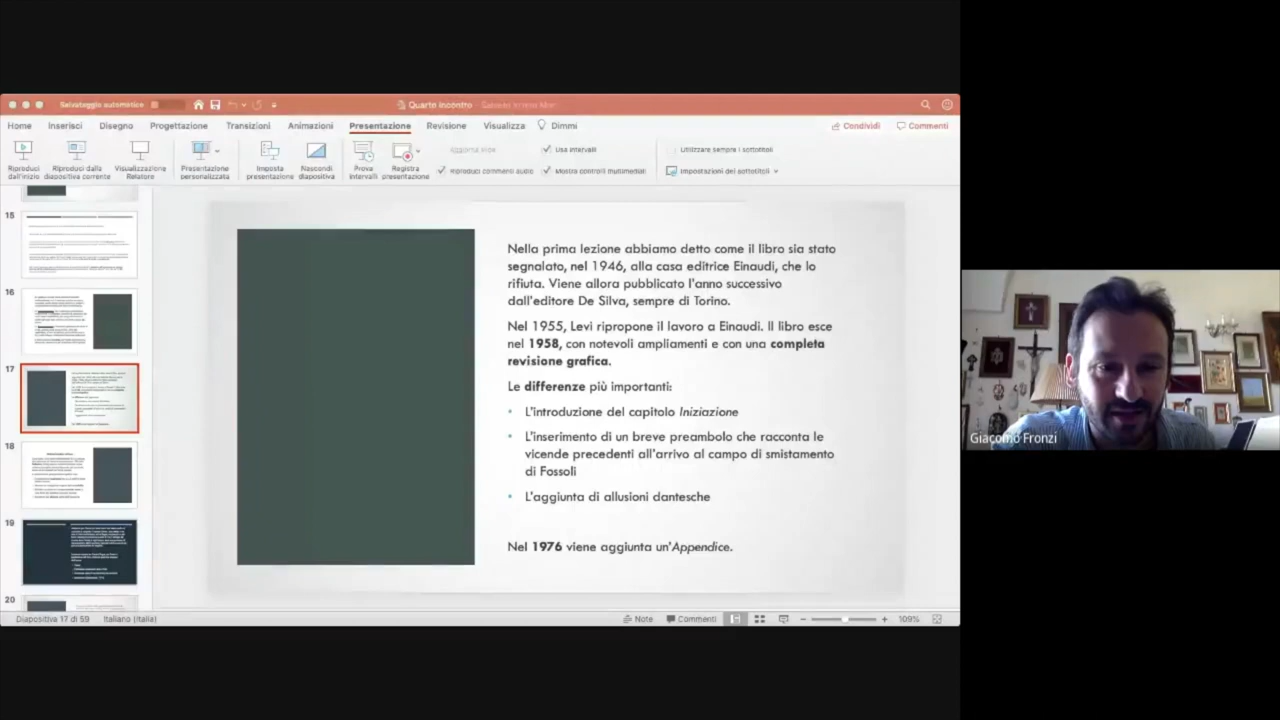 Salvataggio automatico
Quarto incontro
Home Inserisci Disegno Progettazione Transizioni Animazioni Presentazione Revisione Visualizza Dimmi Condividi Commenti
Riproduci dall'inizio
Riproduci dalla diapositiva corrente
Visualizzazione Relatore
Presentazione personalizzata
Imposta presentazione
Nascondi diapositiva
Prova intervalli
Registra presentazione
Usa intervalli
Riproduci commenti audio
Mostra controlli multimediali
Utilizzare sempre i sottotitoli
Impostazioni dei sottotitoli
15
16
17
18
19
20
Nella prima lezione abbiamo detto come il libro sia stato
segnalato, nel 1946, alla casa editrice Einaudi, che lo
rifiuta. Viene allora pubblicato l'anno successivo
dall'editore De Silva, sempre di Torino.
Nel 1955, Levi ripropone il lavoro a Einaudi. Il libro esce
nel 1958, con notevoli ampliamenti e con una completa
revisione grafica.
Le differenze più importanti:
• L'introduzione del capitolo Iniziazione
• L'inserimento di un breve preambolo che racconta le
vicende precedenti all'arrivo al campo di smistamento
di Fossoli
• L'aggiunta di allusioni dantesche
Nel 1976 viene aggiunta un'Appendice.
Giacomo Fronzi
Diapositiva 17 di 59 Italiano (Italia) Note Commenti 109%